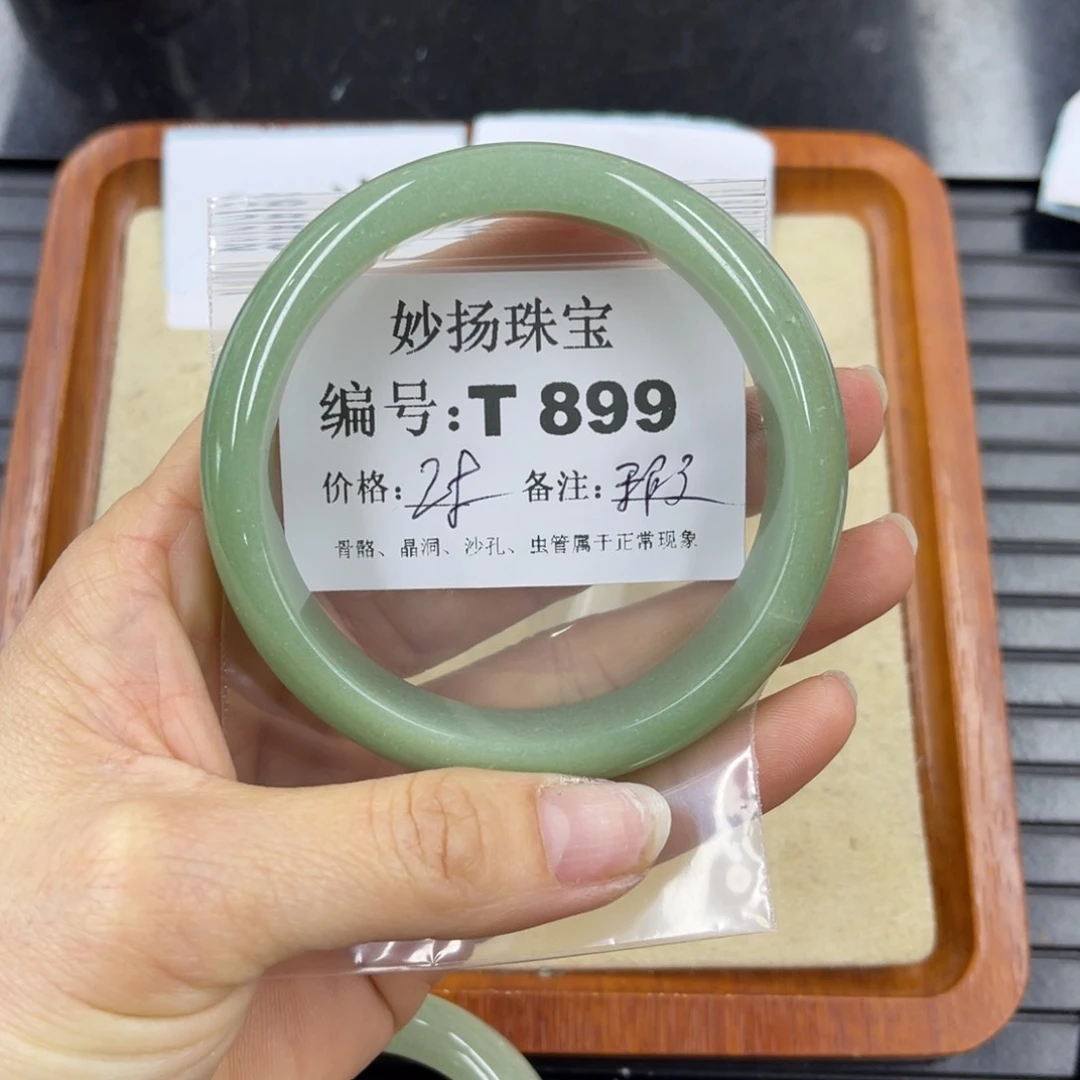 妙扬珠宝
编号:T 899
价格: 备注:
骨骼、晶洞、沙孔、虫管属于正常现象